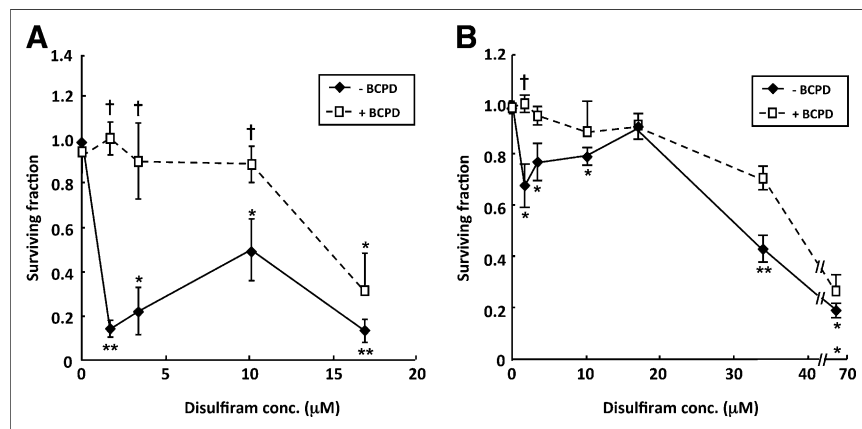 A
1.4
1.2
1.0
0.8
0.6
0.4
0.2
0
Surviving fraction
0 5 10 15 20
Disulfiram conc. (μM)
- BCPD
+ BCPD
† † †
* * *
** **
B
1.2
1.0
0.8
0.6
0.4
0.2
0
Surviving fraction
0 10 20 30 40 70
Disulfiram conc. (μM)
- BCPD
+ BCPD
†
* * *
**
*
*